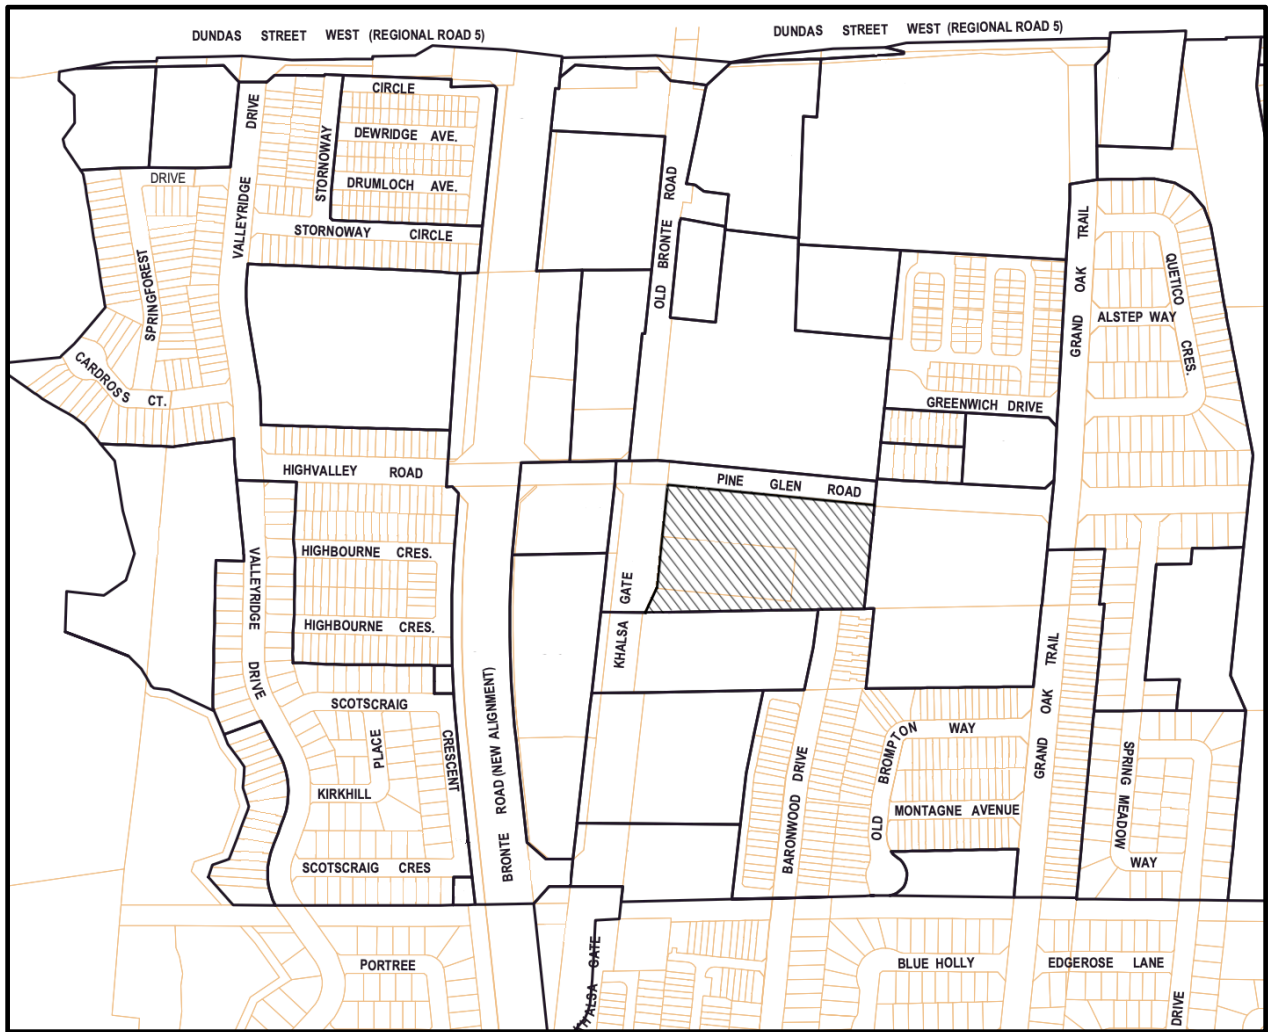 DUNDAS STREET WEST (REGIONAL ROAD 5)
DUNDAS STREET WEST (REGIONAL ROAD 5)
CIRCLE
DRIVE
DEWRIDGE AVE.
STORNOWAY
DRUMLOCH AVE.
DRIVE
VALLEYRIDGE
STORNOWAY CIRCLE
OLD BRONTE ROAD
GRAND OAK TRAIL
QUETICO CRES.
SPRINGFOREST
ALSTEP WAY
CARDROSS CT.
GREENWICH DRIVE
HIGHVALLEY ROAD
PINE GLEN ROAD
HIGHBOURNE CRES.
VALLEYRIDGE DRIVE
KHALSA GATE
HIGHBOURNE CRES.
SCOTSCRAIG
CRESCENT
PLACE
KIRKHILL
BRONTE ROAD (NEW ALIGNMENT)
BARONWOOD DRIVE
OLD BROMPTON WAY
GRAND OAK TRAIL
MONTAGNE AVENUE
SPRING MEADOW
WAY
SCOTSCRAIG CRES
PORTREE
KHALSA GATE
BLUE HOLLY
EDGEROSE LANE
DRIVE